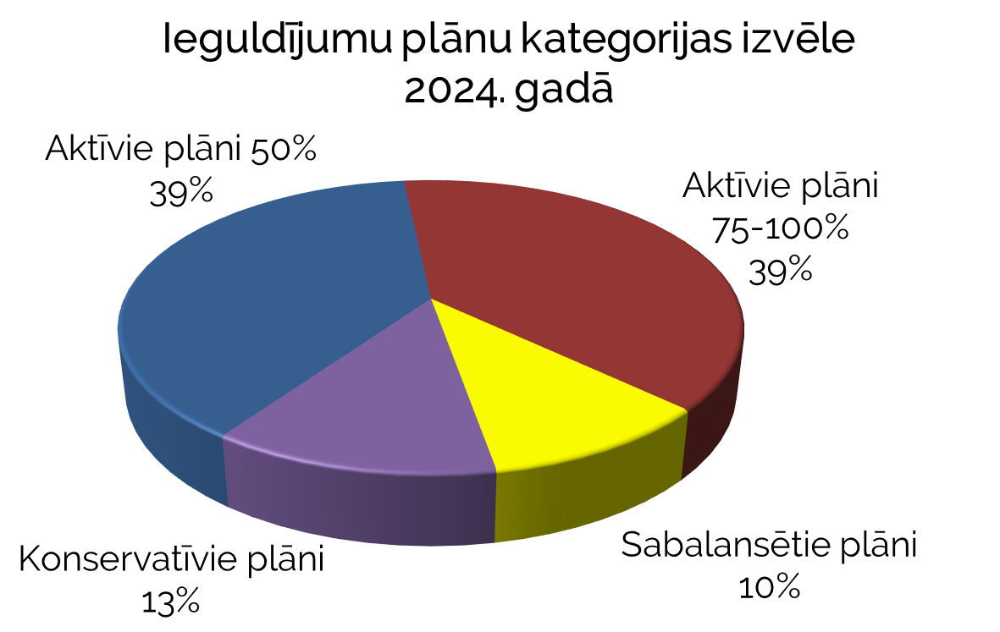 Ieguldījumu plānu kategorijas izvēle
2024. gadā
Aktīvie plāni 50%
39%
Aktīvie plāni
75-100%
39%
Konservatīvie plāni
13%
Sabalansētie plāni
10%